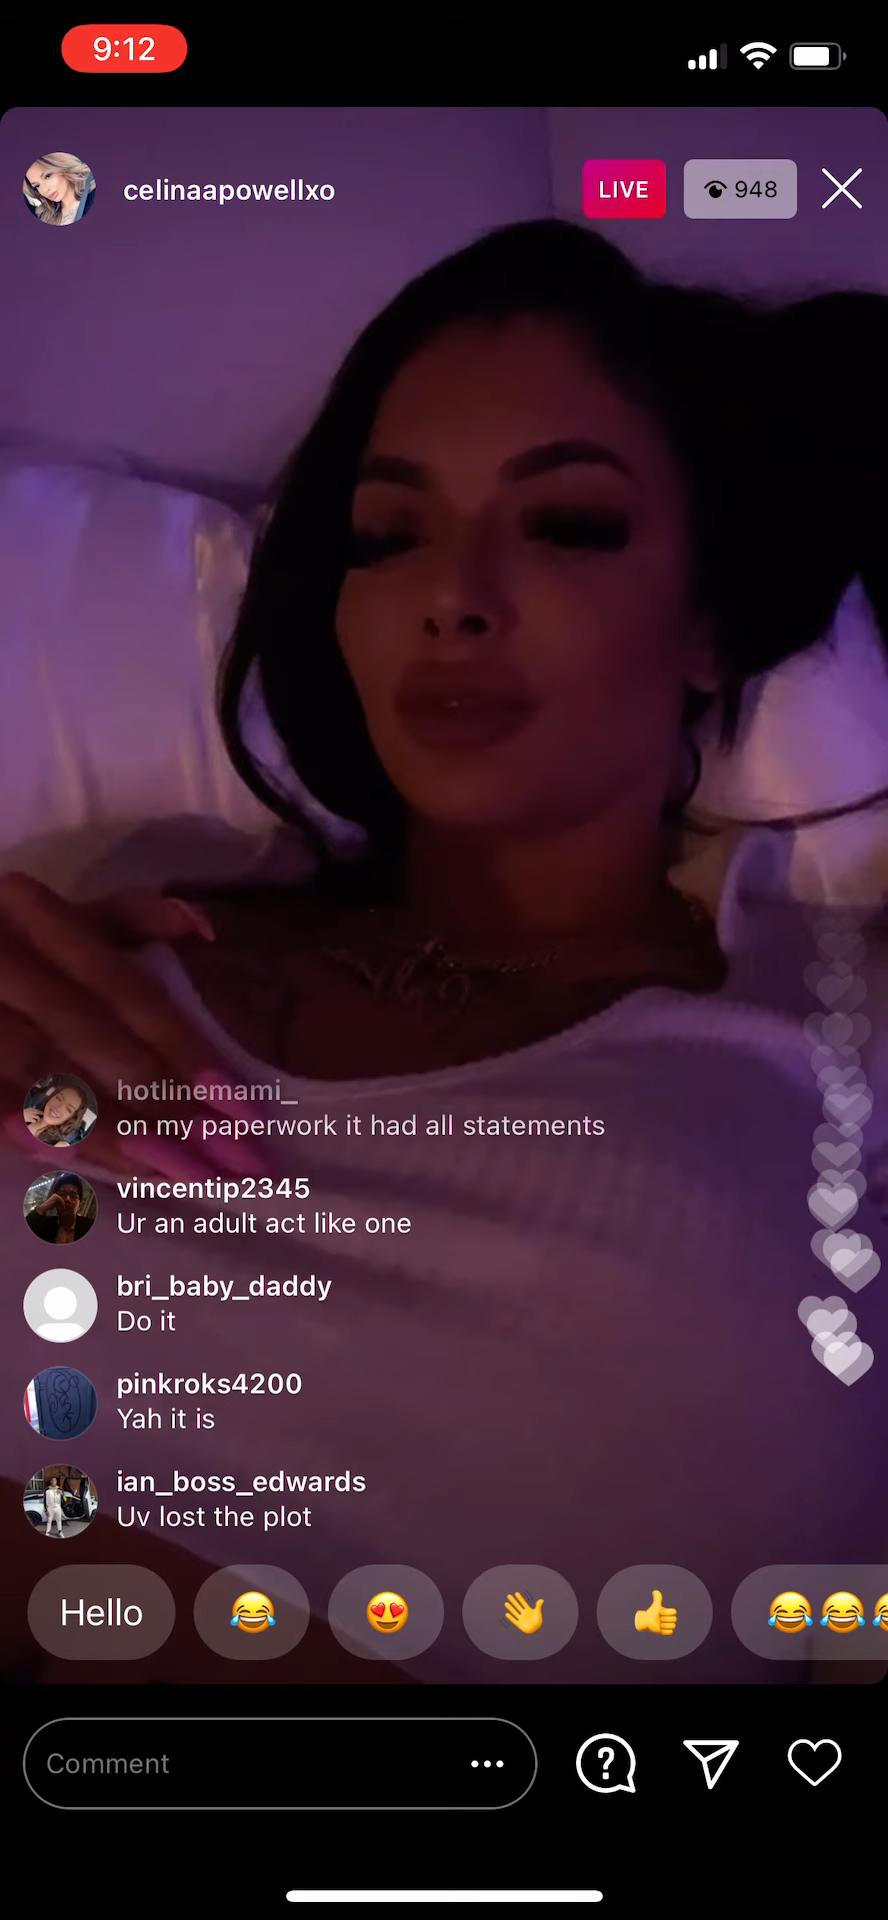 9:12
celinaapowellxo
LIVE
948
hotlinemami_
on my paperwork it had all statements
vincentip2345
Ur an adult act like one
bri_baby_daddy
Do it
pinkroks4200
Yah it is
ian_boss_edwards
Uv lost the plot
Hello
Comment